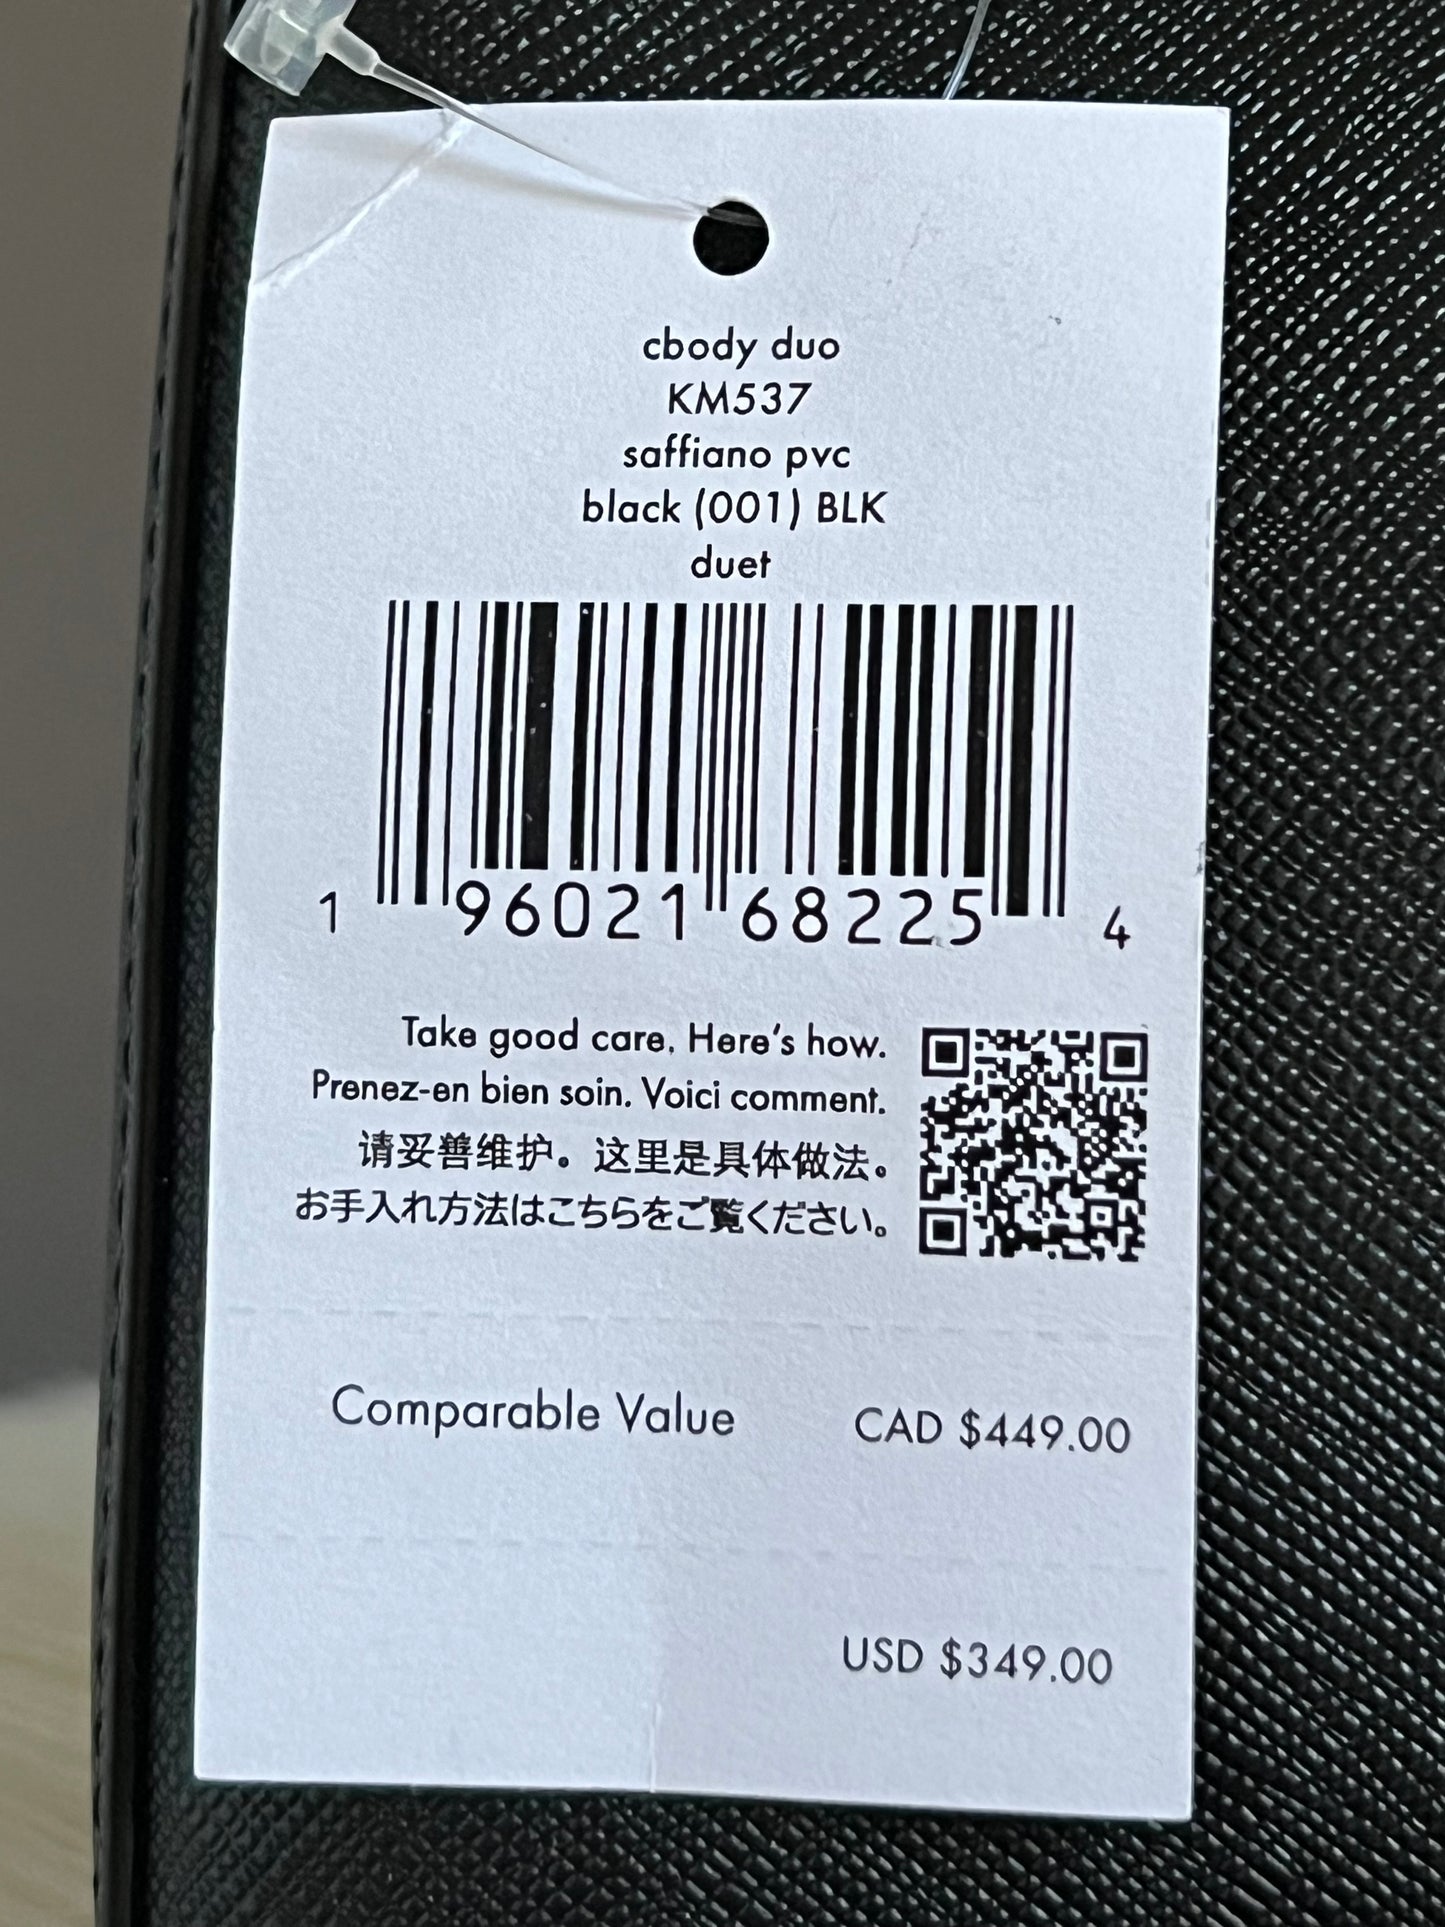 cbody duo
KM537
saffiano pvc
black (001) BLK
duet
1 96021 68225 4
Take good care. Here's how.
Prenez-en bien soin. Voici comment.
请妥善维护。这里是具体做法。
お手入れ方法はこちらをご覧ください。
Comparable Value CAD $449.00
USD $349.00